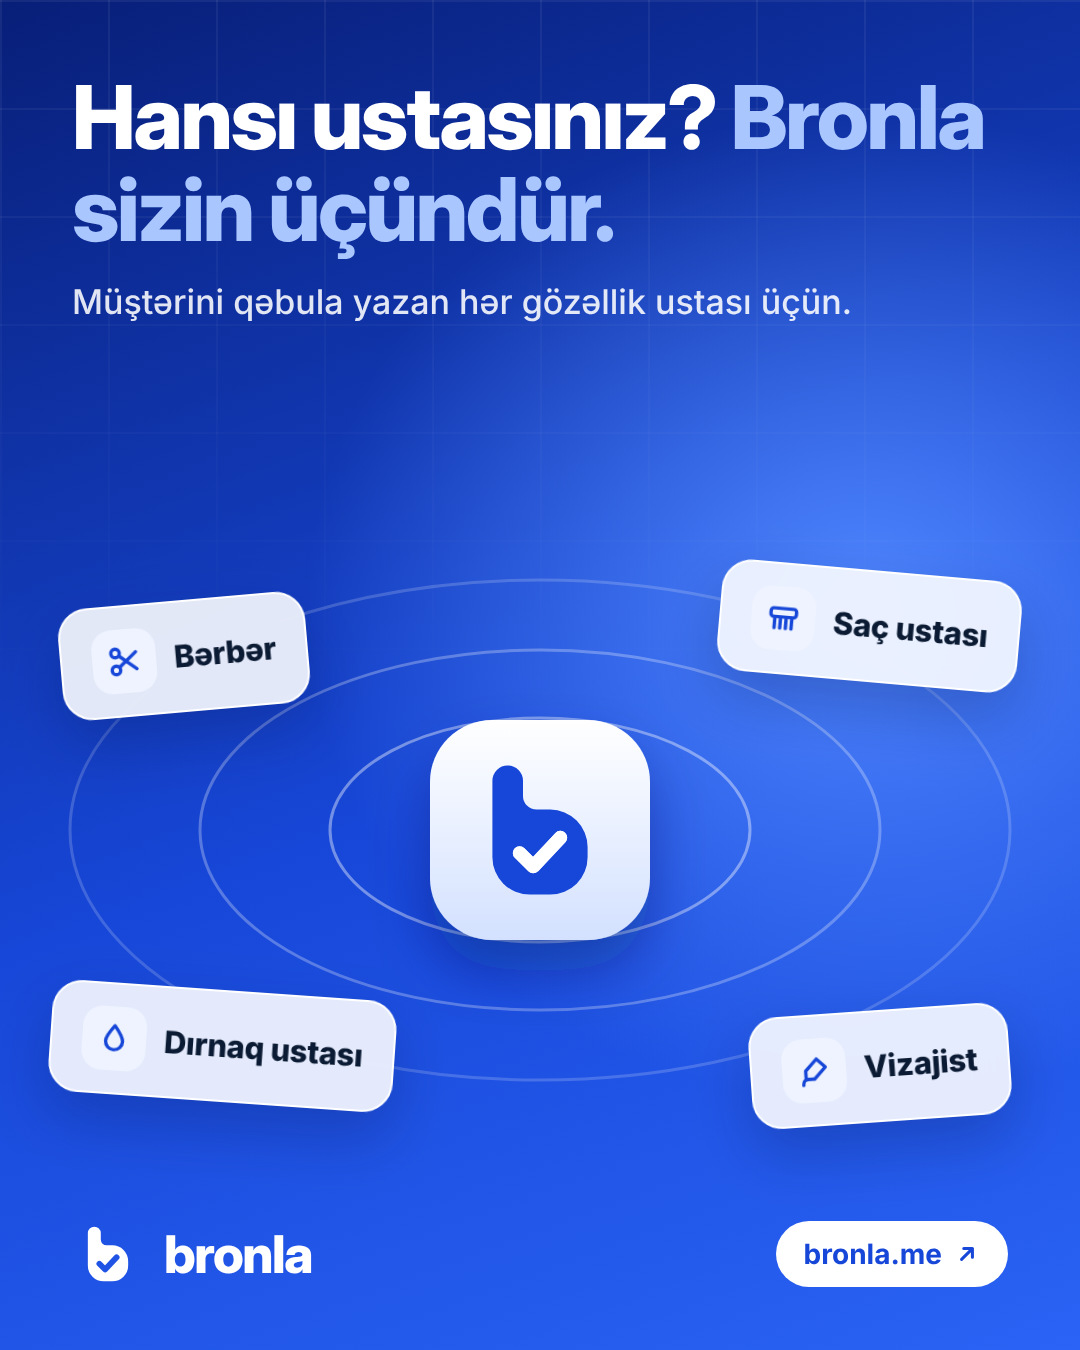 Hansı ustasınız? Bronla
sizin üçündür.
Müştərini qəbula yazan hər gözəllik ustası üçün.
Bərbər
Saç ustası
Dırnaq ustası
Vizajist
bronla
bronla.me